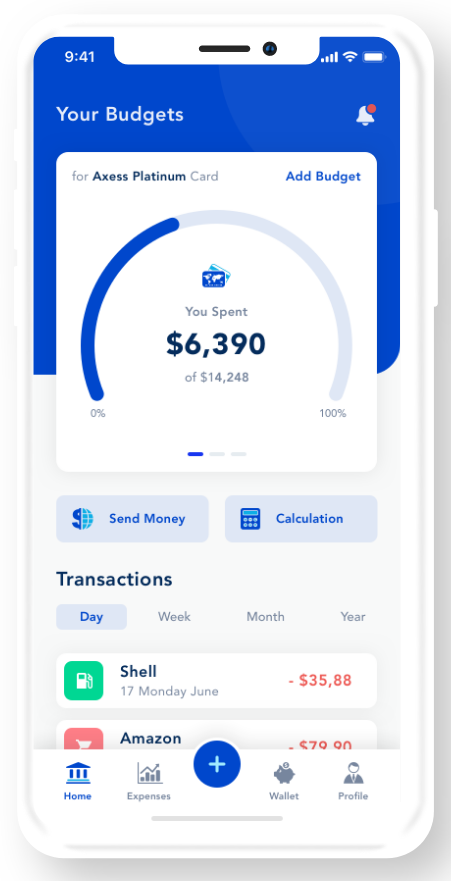 9:41
Your Budgets
for Axess Platinum Card
Add Budget
You Spent
$6,390
of $14,248
0%
100%
Send Money
Calculation
Transactions
Day
Week
Month
Year
Shell
17 Monday June
- $35,88
Amazon
- $79,90
Home
Expenses
Wallet
Profile